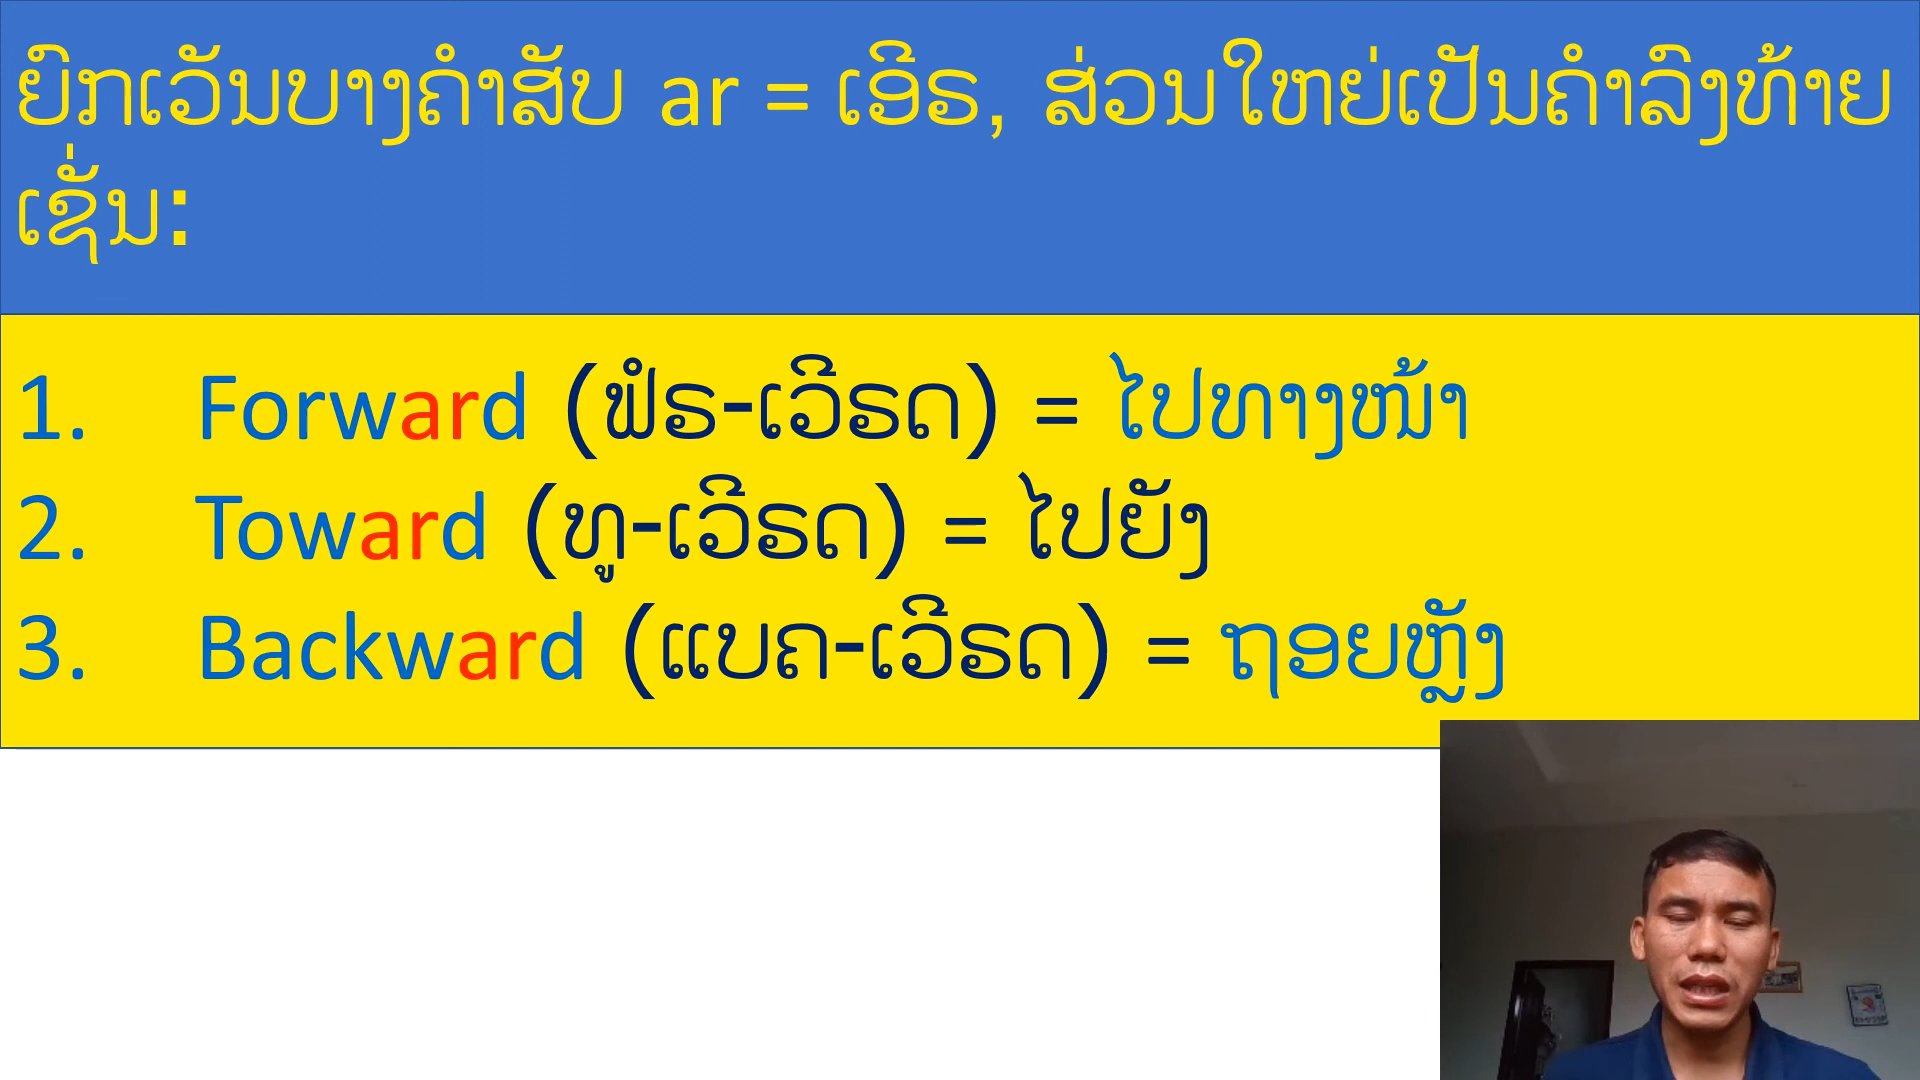 ຍົກເວັນບາງຄຳສັບ ar = ເອີຣ, ສ່ວນໃຫຍ່ເປັນຄຳລົງທ້າຍ
ເຊັ່ນ:
1. Forward (ຟໍຣ-ເວີຣດ) = ໄປທາງໜ້າ
2. Toward (ທູ-ເວີຣດ) = ໄປຍັງ
3. Backward (ແບຄ-ເວີຣດ) = ຖອຍຫຼັງ